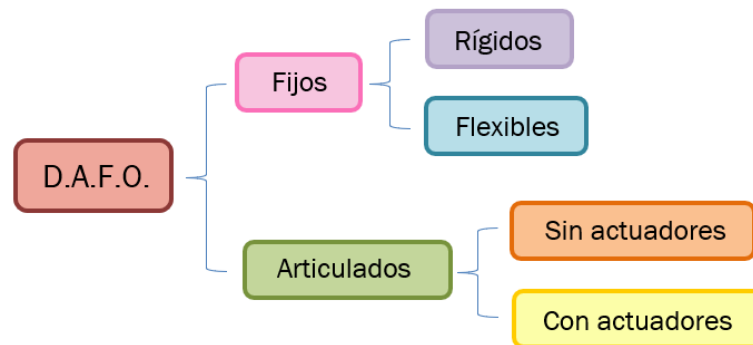 D.A.F.O.
Fijos
Rígidos
Flexibles
Articulados
Sin actuadores
Con actuadores